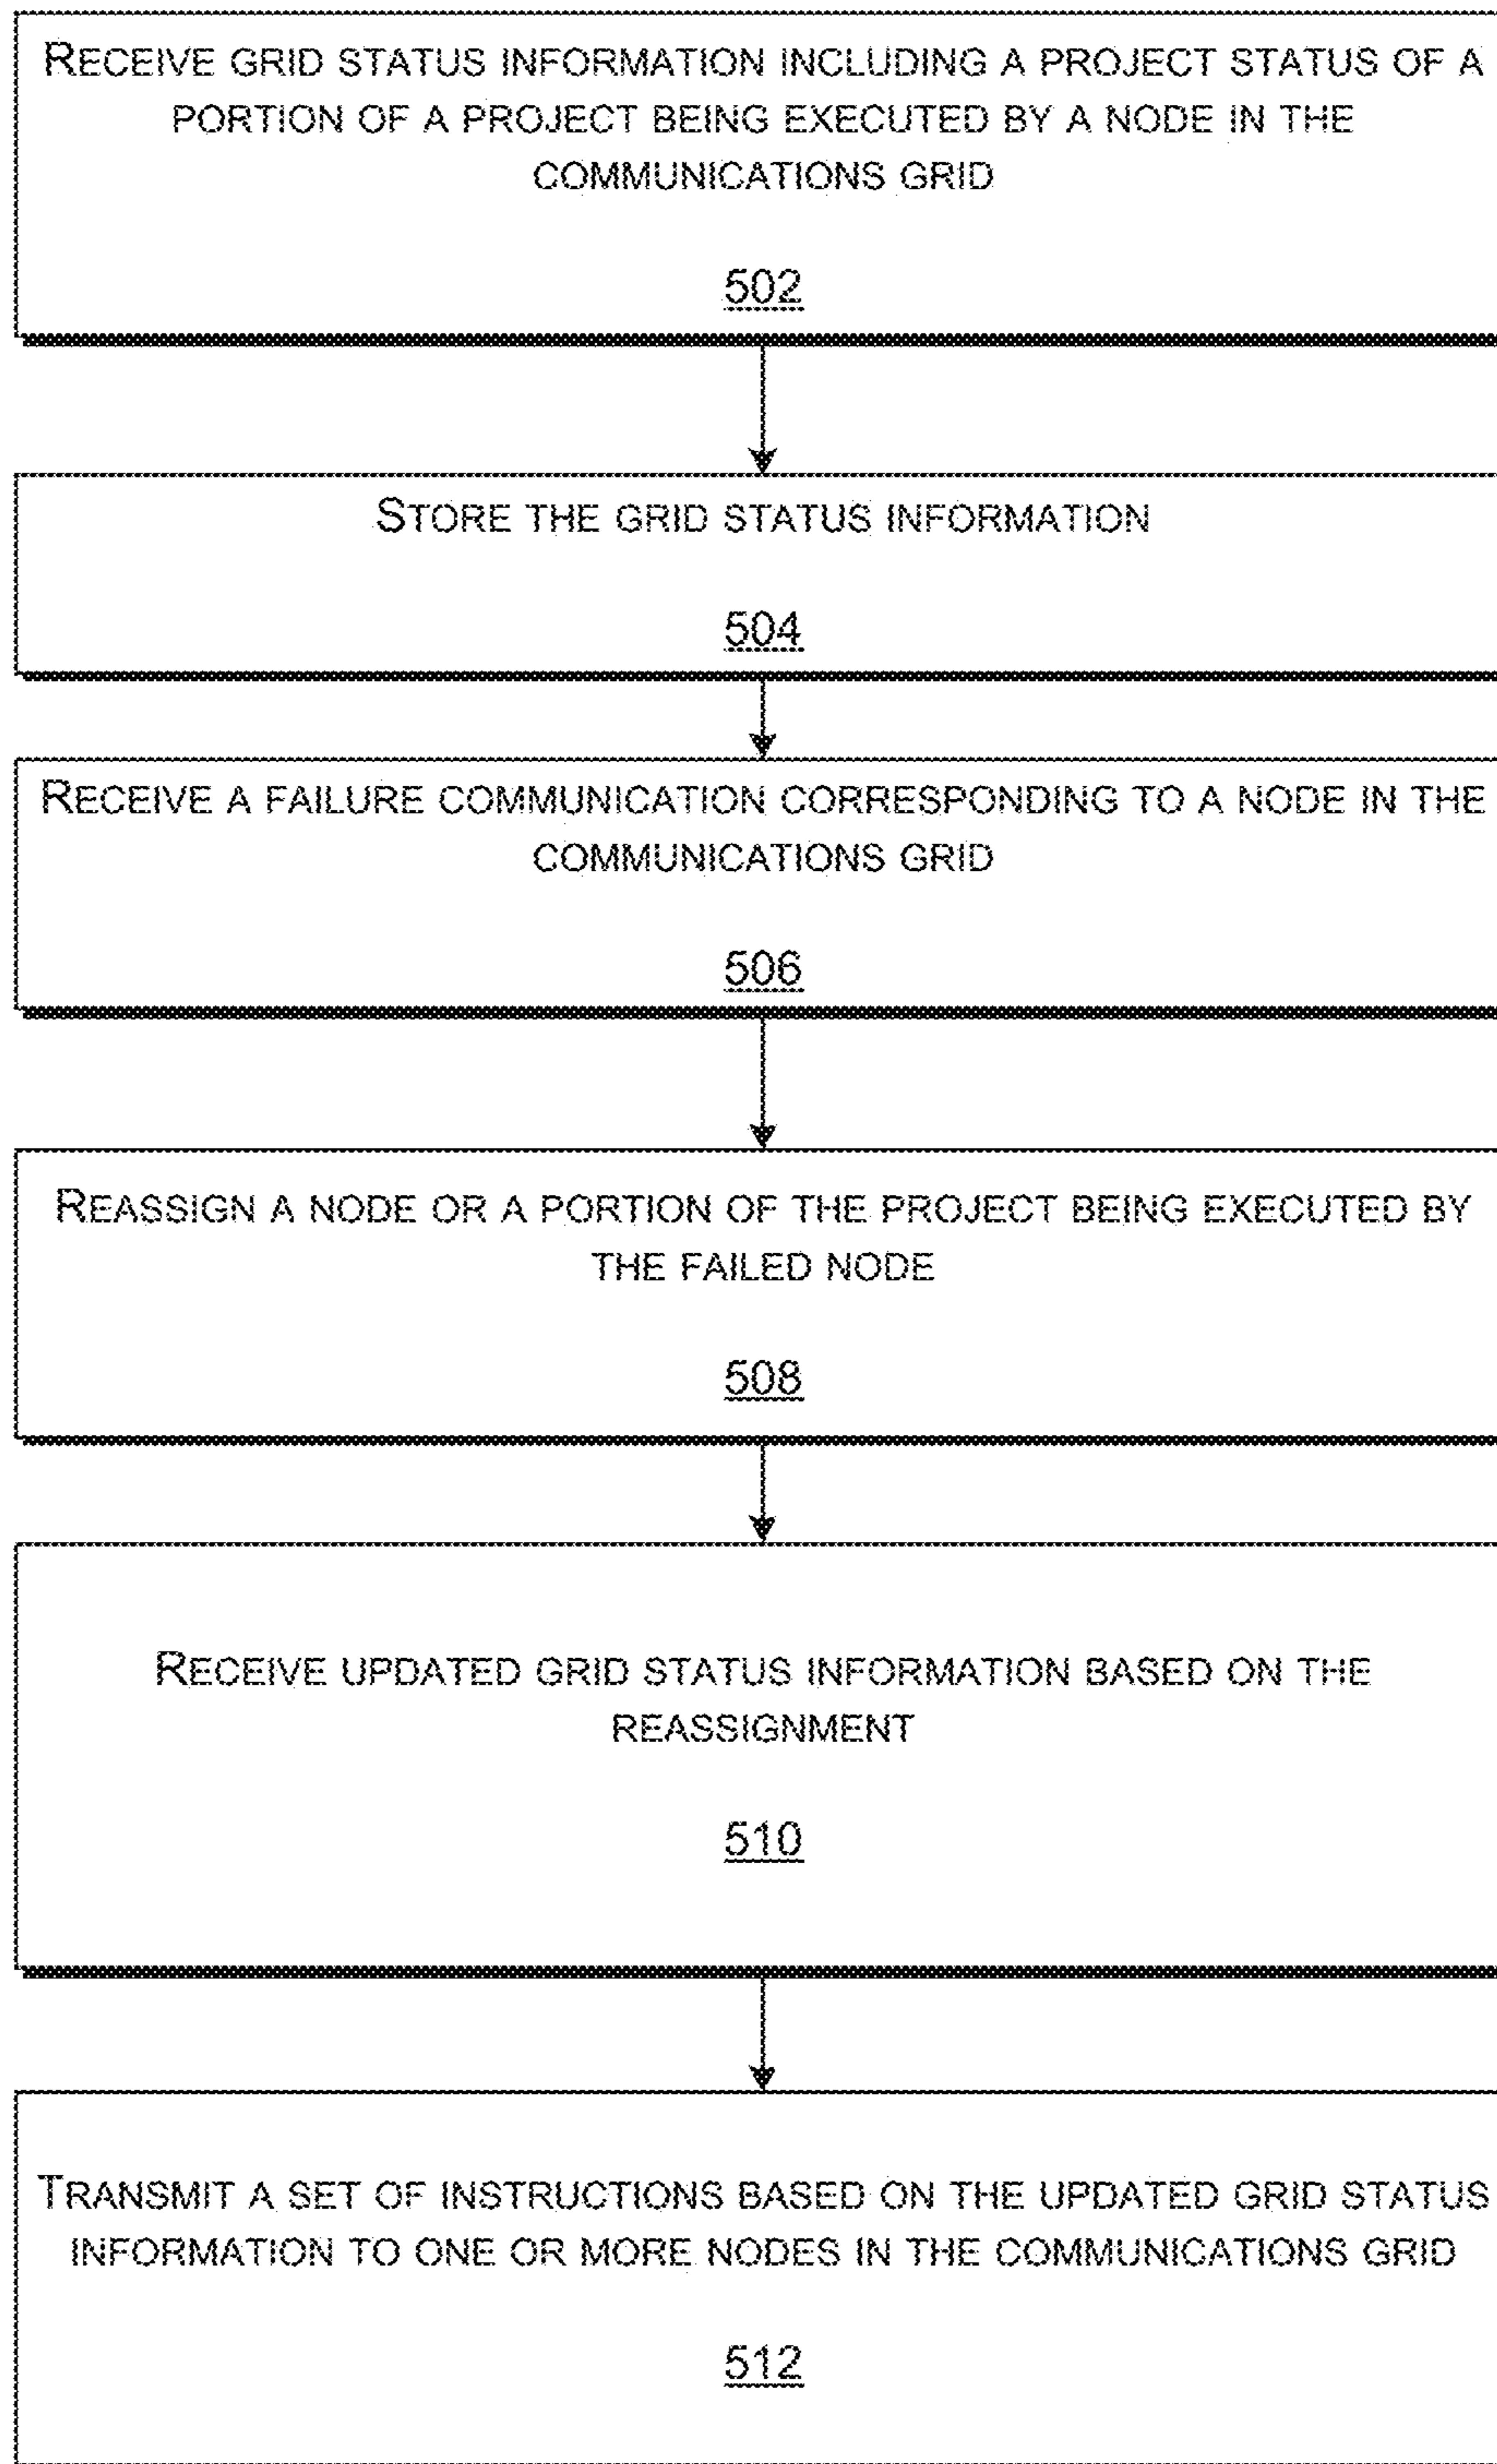 RECEIVE GRID STATUS INFORMATION INCLUDING A PROJECT STATUS OF A
PORTION OF A PROJECT BEING EXECUTED BY A NODE IN THE
COMMUNICATIONS GRID
502
STORE THE GRID STATUS INFORMATION
504
RECEIVE A FAILURE COMMUNICATION CORRESPONDING TO A NODE IN THE
COMMUNICATIONS GRID
506
REASSIGN A NODE OR A PORTION OF THE PROJECT BEING EXECUTED BY
THE FAILED NODE
508
RECEIVE UPDATED GRID STATUS INFORMATION BASED ON THE
REASSIGNMENT
510
TRANSMIT A SET OF INSTRUCTIONS BASED ON THE UPDATED GRID STATUS
INFORMATION TO ONE OR MORE NODES IN THE COMMUNICATIONS GRID
512